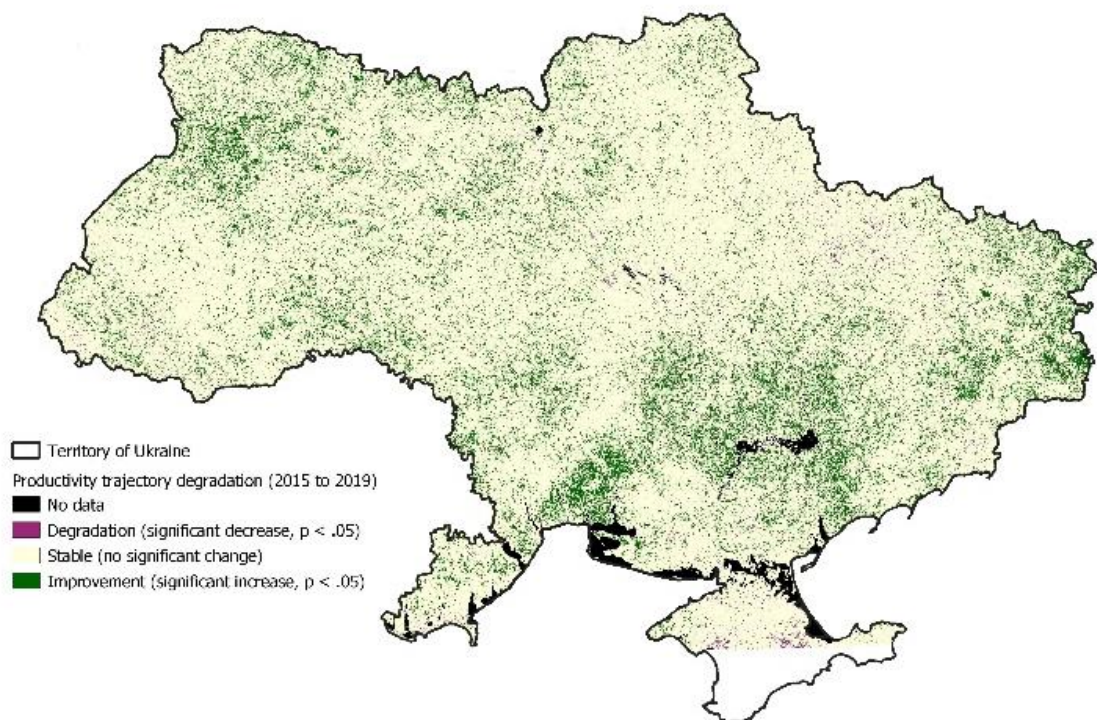 Territory of Ukraine
Productivity trajectory degradation (2015 to 2019)
No data
Degradation (significant decrease, p < .05)
Stable (no significant change)
Improvement (significant increase, p < .05)